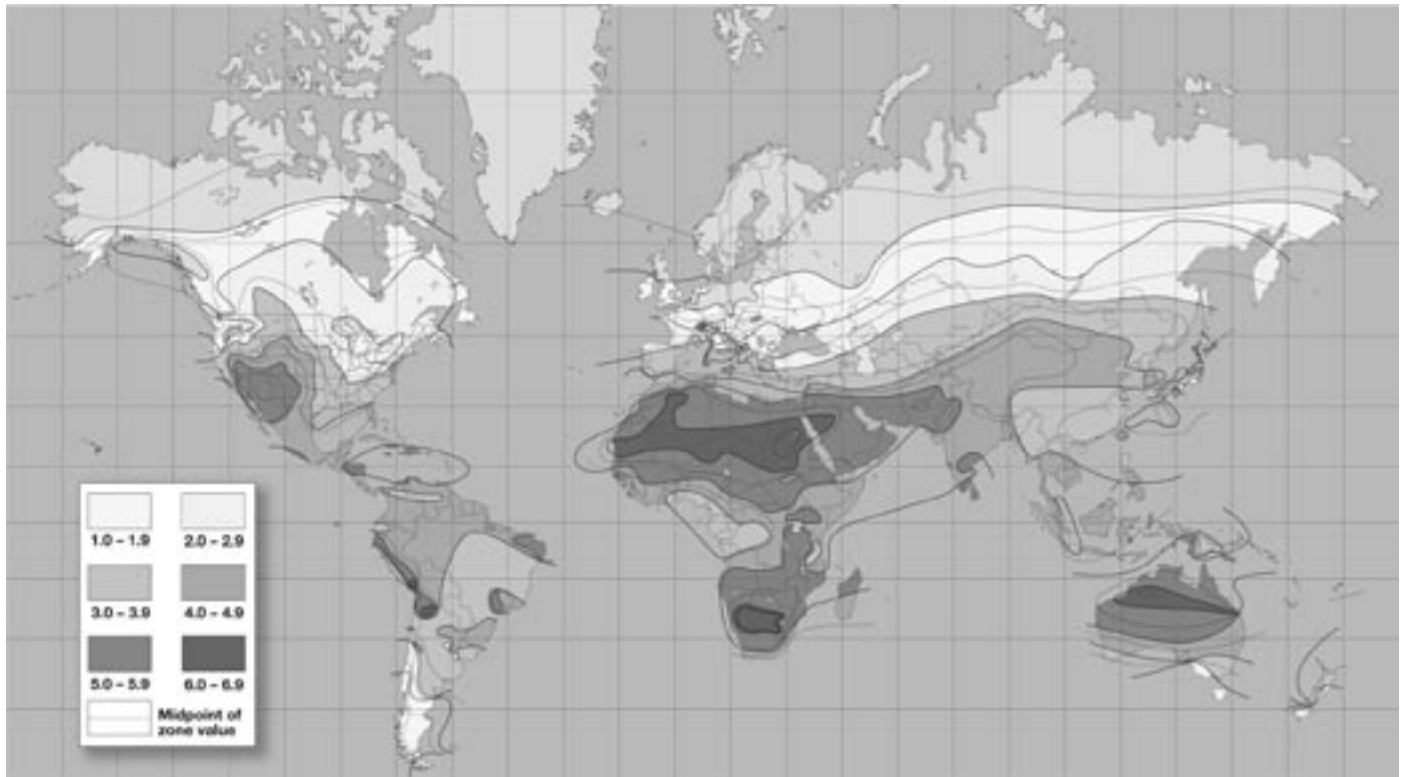 1.0 – 1.9 2.0 – 2.9
3.0 – 3.9 4.0 – 4.9
5.0 – 5.9 6.0 – 6.9
Midpoint of
zone value